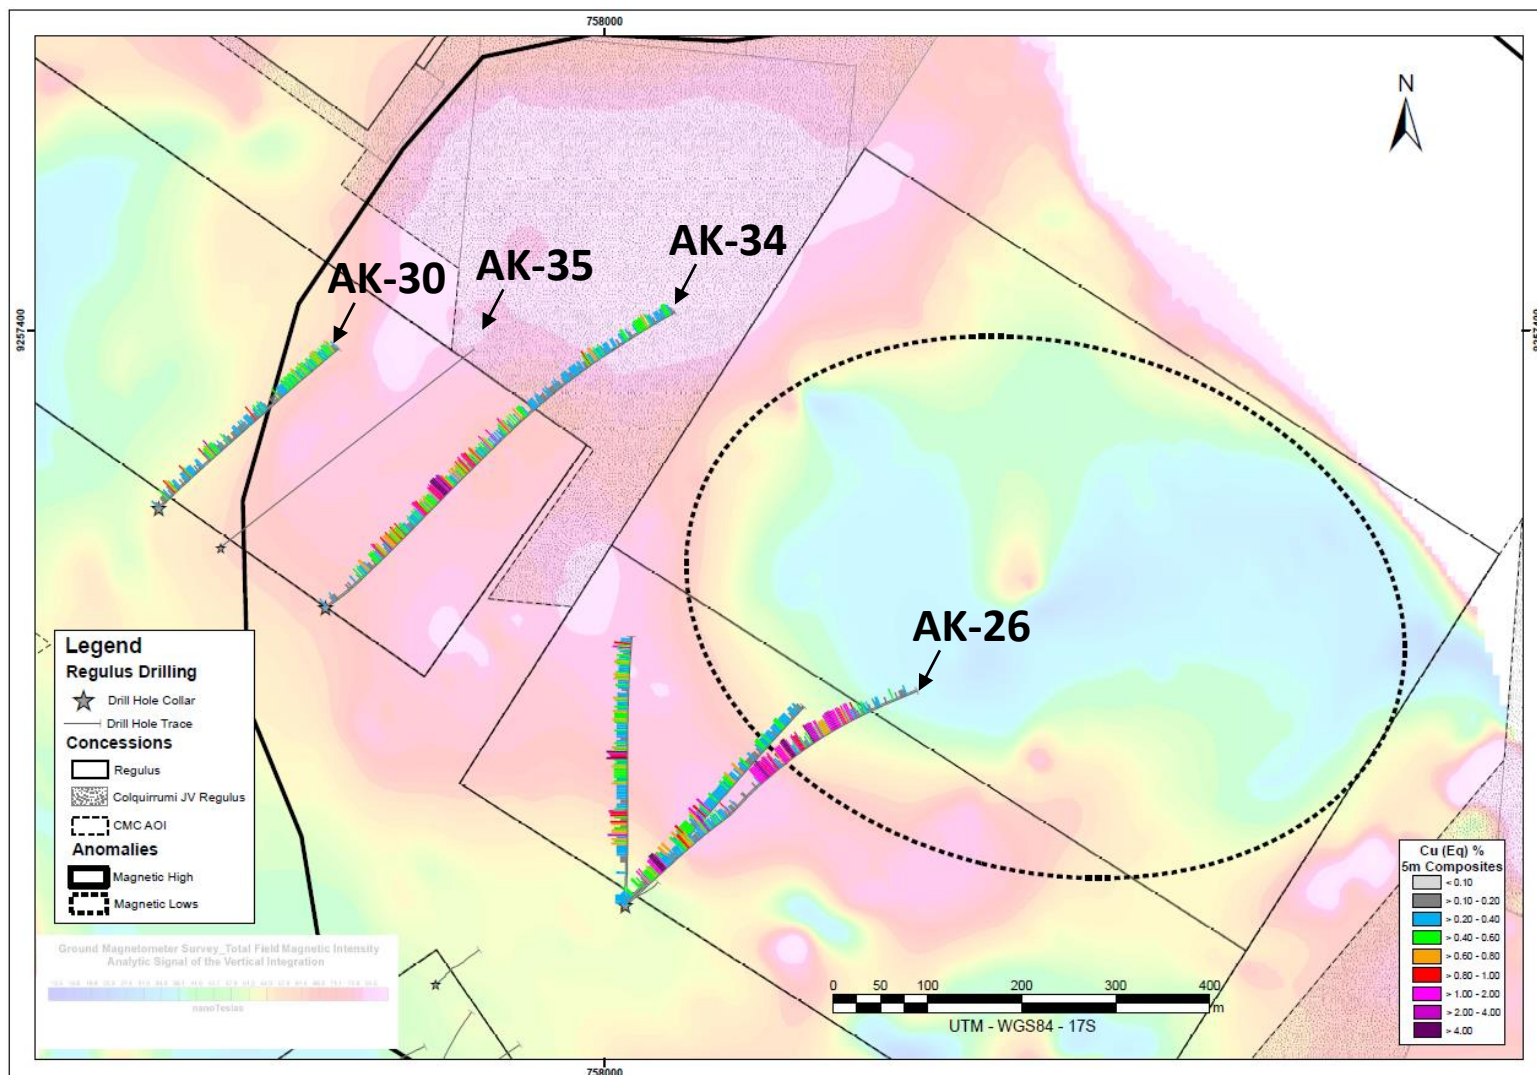 758000
N
AK-34
AK-35
AK-30
9257400
9257400
AK-26
Legend
Regulus Drilling
Drill Hole Collar
Drill Hole Trace
Concessions
Regulus
Colquirrumi JV Regulus
CMC AOI
Anomalies
Magnetic High
Magnetic Lows
Cu (Eq) %
5m Composites
< 0.10
> 0.10 - 0.20
> 0.20 - 0.40
> 0.40 - 0.60
> 0.60 - 0.80
> 0.80 - 1.00
> 1.00 - 2.00
> 2.00 - 4.00
> 4.00
Ground Magnetometer Survey_Total Field Magnetic Intensity
Analytic Signal of the Vertical Integration
nanoTeslas
0 50 100 200 300 400
m
UTM - WGS84 - 17S
758000